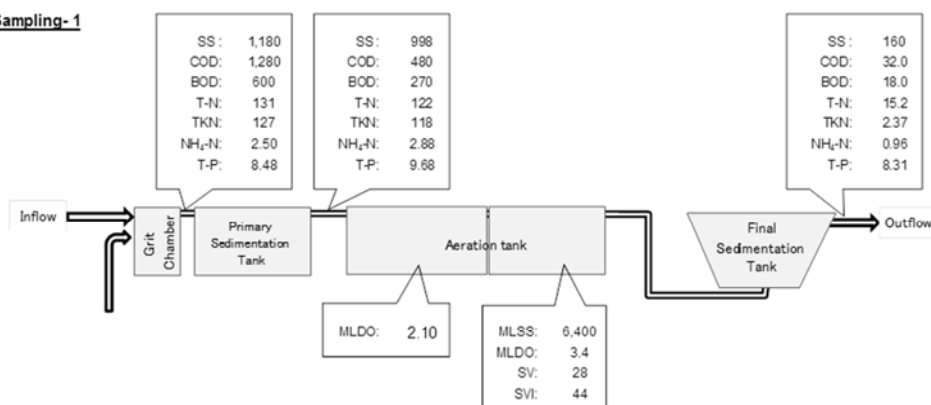 Sampling- 1
SS : 1,180
COD: 1,280
BOD: 600
T-N: 131
TKN: 127
NH₄-N: 2.50
T-P: 8.48
SS : 998
COD: 480
BOD: 270
T-N: 122
TKN: 118
NH₄-N: 2.88
T-P: 9.68
SS : 160
COD: 32.0
BOD: 18.0
T-N: 15.2
TKN: 2.37
NH₄-N: 0.96
T-P: 8.31
Inflow
Grit
Chamber
Primary
Sedimentation
Tank
Aeration tank
Final
Sedimentation
Tank
Outflow
MLDO: 2.10
MLSS: 6,400
MLDO: 3.4
SV: 28
SVI: 44